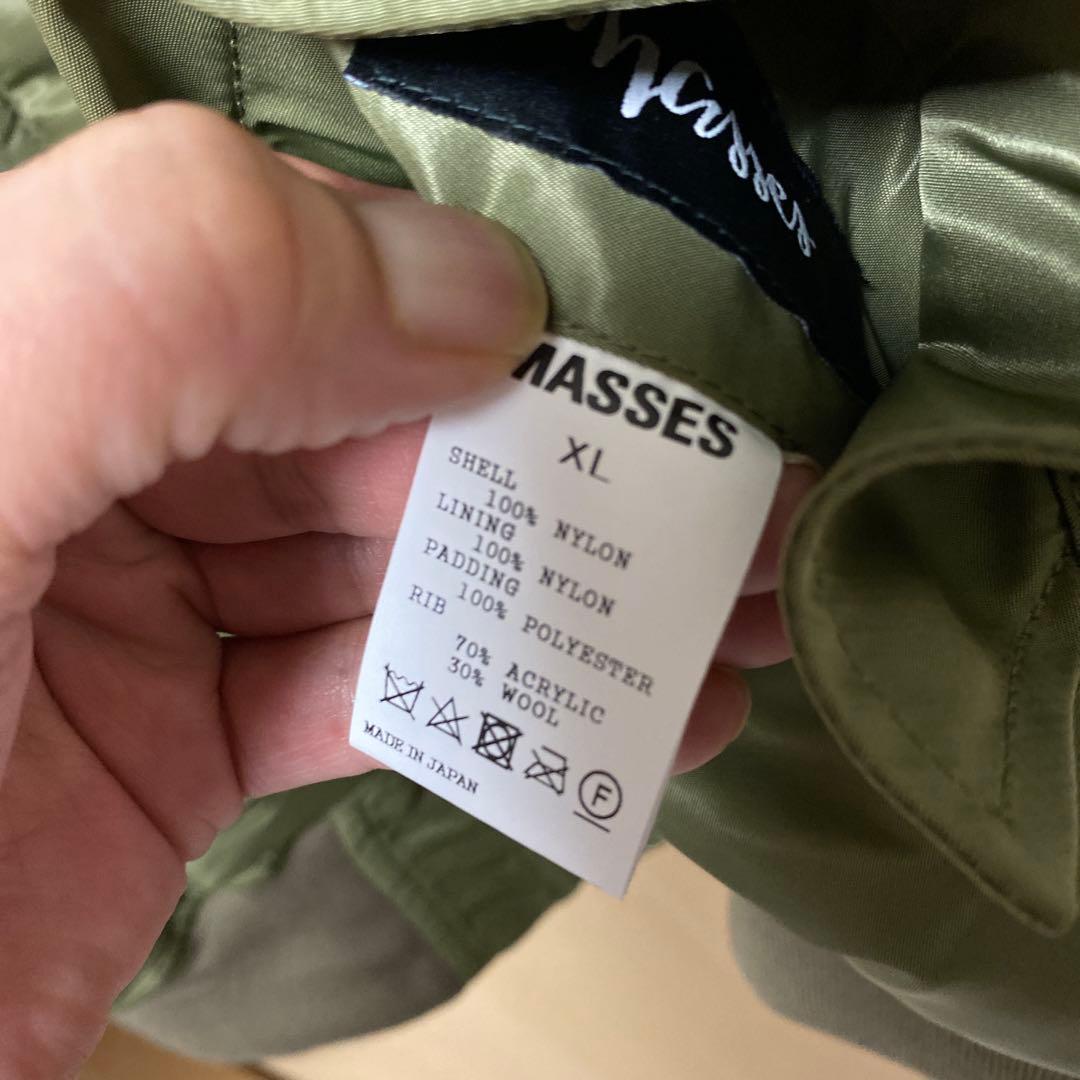 Masses
MASSES
XL
SHELL
100% NYLON
LINING
100% NYLON
PADDING
100% POLYESTER
RIB
70% ACRYLIC
30% WOOL
F
MADE IN JAPAN